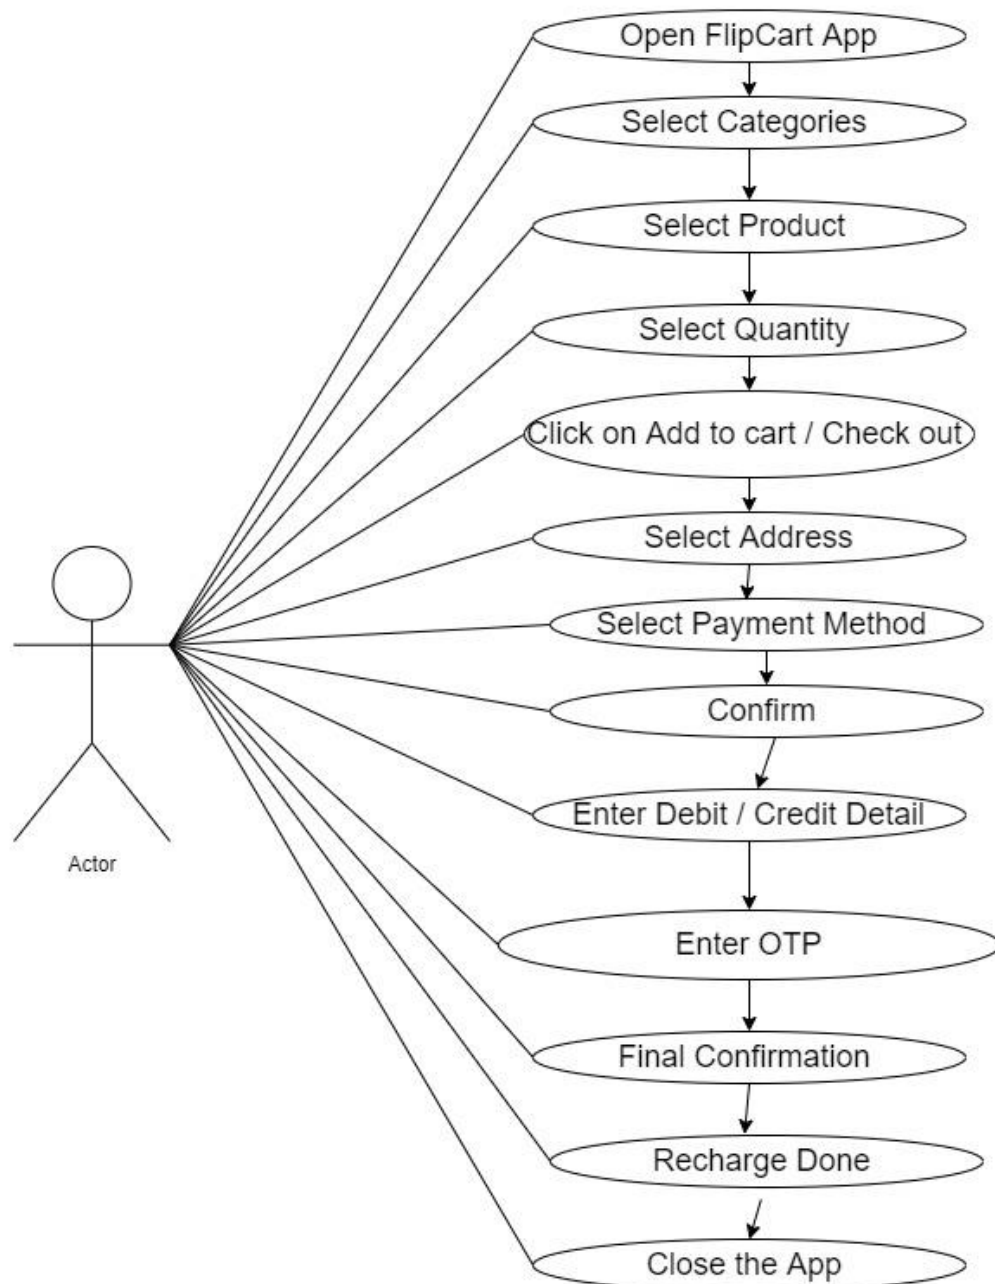 Open FlipCart App
Select Categories
Select Product
Select Quantity
Click on Add to cart / Check out
Select Address
Select Payment Method
Confirm
Enter Debit / Credit Detail
Actor
Enter OTP
Final Confirmation
Recharge Done
Close the App